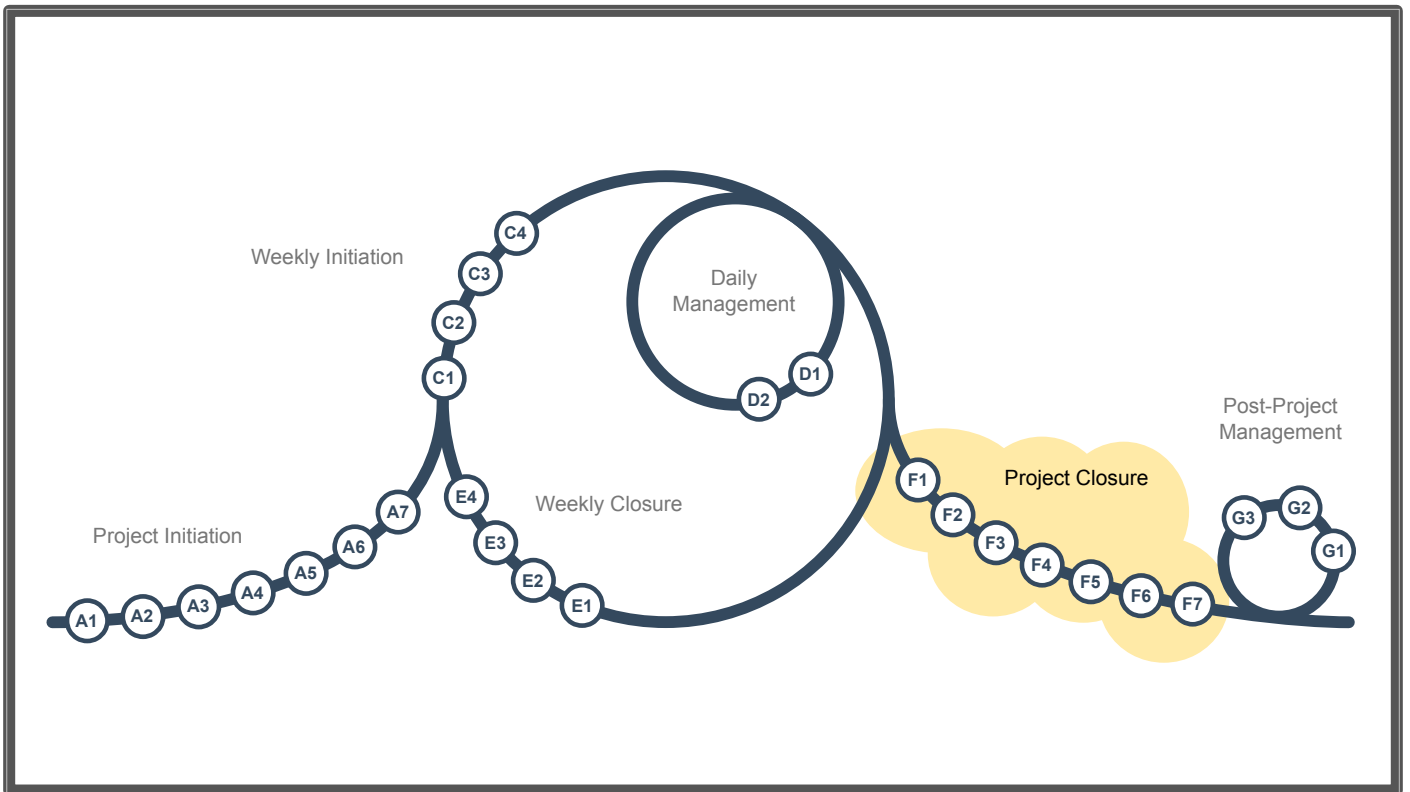 C4
Weekly Initiation
C3
C2
C1
Daily
Management
D1
D2
Post-Project
Management
Project Closure
F1
F2
F3
F4
F5
F6
F7
G3
G2
G1
E4
Weekly Closure
E3
E2
E1
Project Initiation
A1
A2
A3
A4
A5
A6
A7